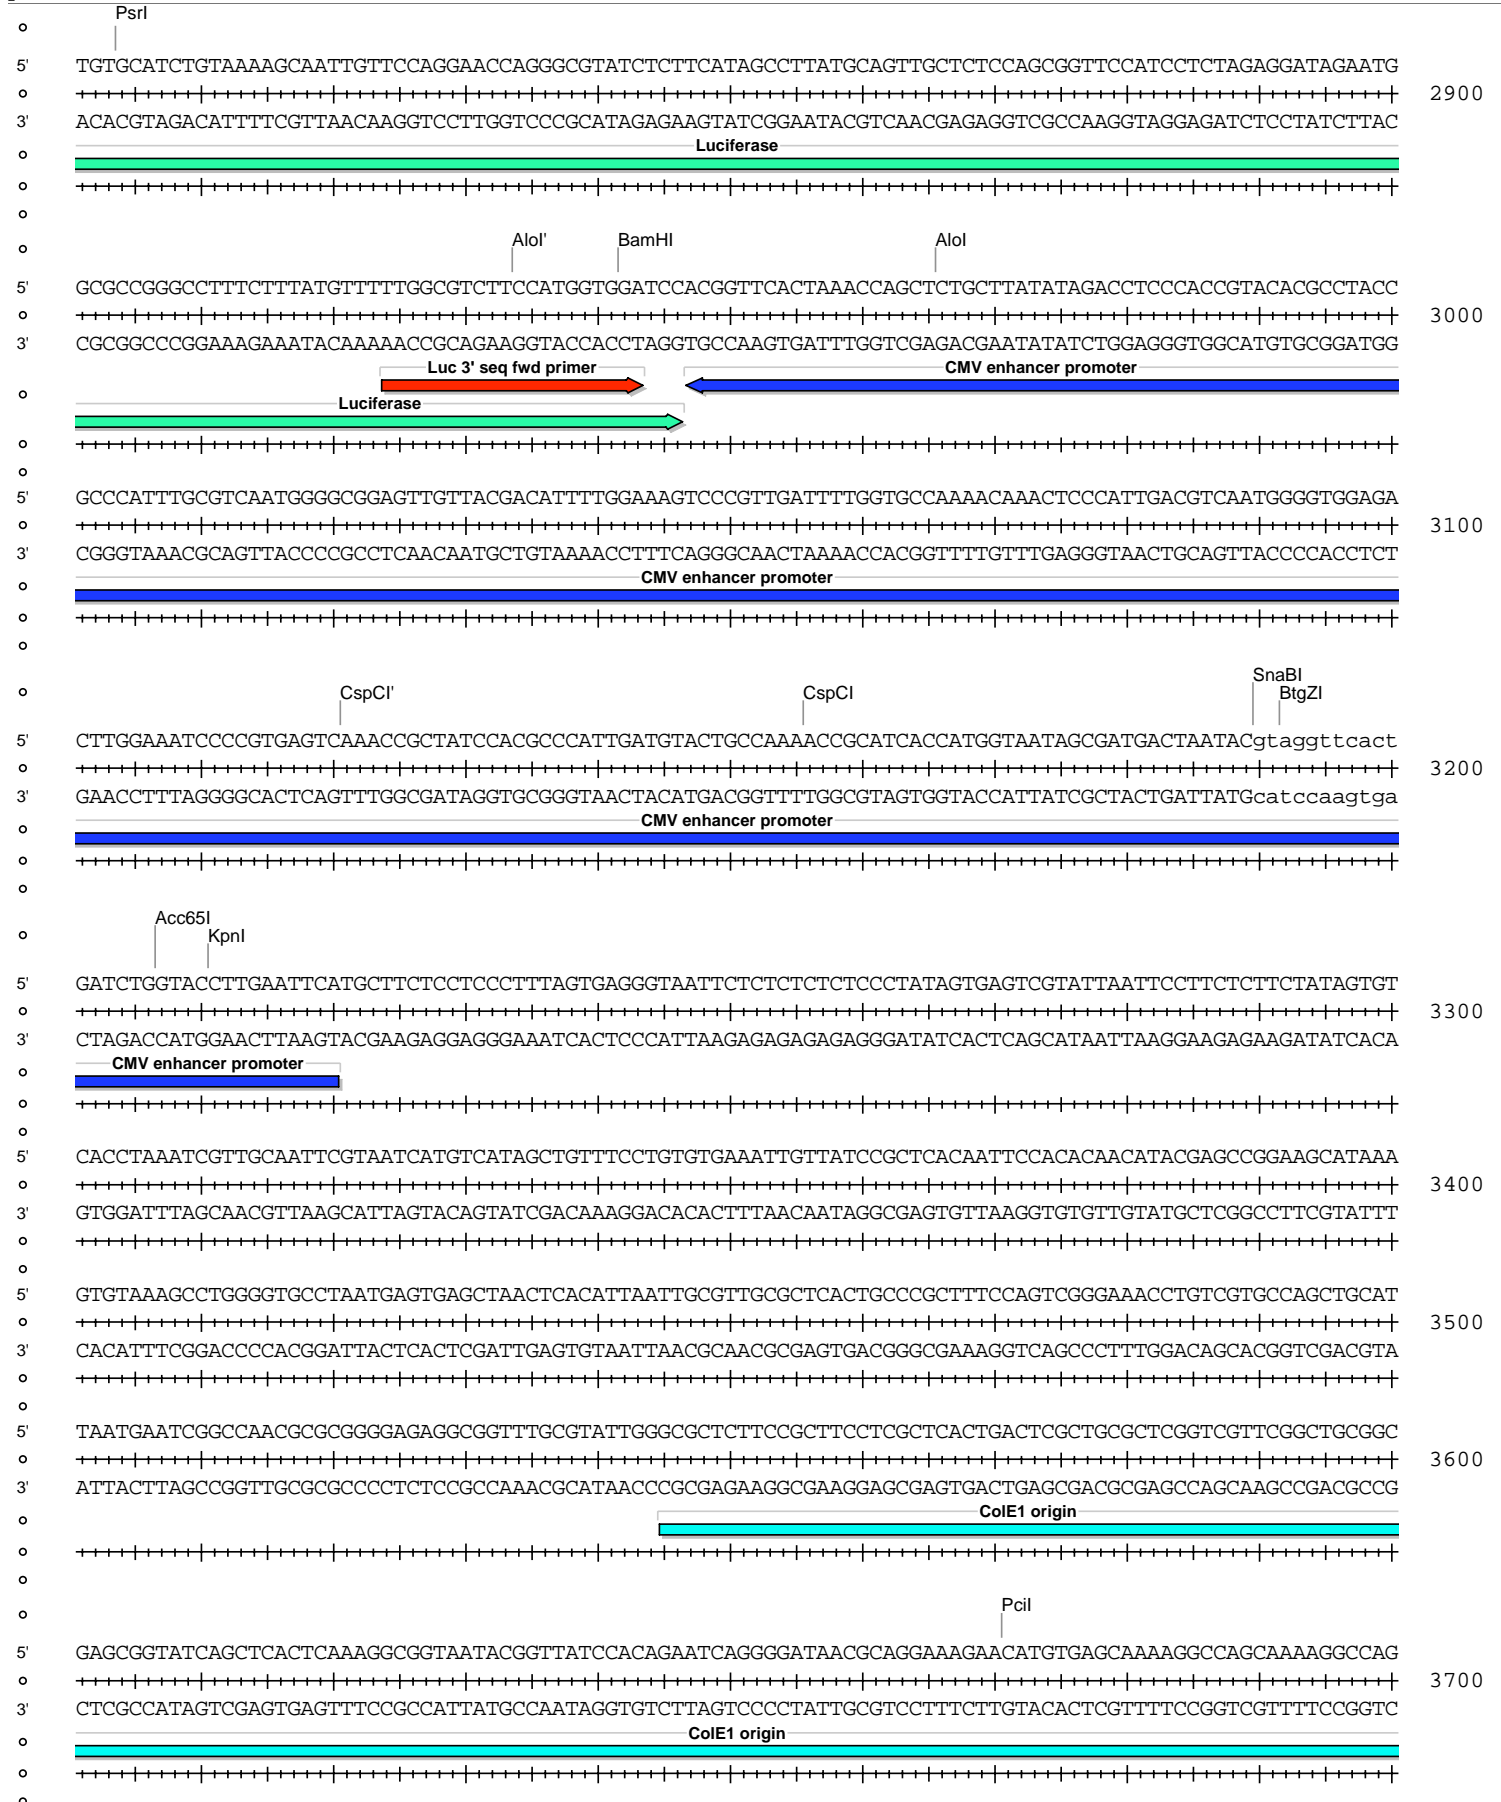 PsrI
5' TGTGCATCTGTAAAAGCAATTGTTCCAGGAACCAGGGCGTATCTCTTCATAGCCTTATGCAGTTGCTCTCCAGCGGTTCCATCCTCTAGAGGATAGAATG
2900
3' ACACGTAGACATTTTCGTTAACAAGGTCCTTGGTCCCGCATAGAGAAGTATCGGAATACGTCAACGAGAGGTCGCCAAGGTAGGAGATCTCCTATCTTAC
Luciferase
AloI' BamHI AloI
5' GCGCCGGGCCTTTCTTTATGTTTTTGGCGTCTTCCATGGTGGATCCACGGTTCACTAAACCAGCTCTGCTTATATAGACCTCCCACCGTACACGCCTACC
3000
3' CGCGGCCCGGAAAGAAATACAAAAACCGCAGAAGGTACCACCTAGGTGCCAAGTGATTTGGTCGAGACGAATATATCTGGAGGGTGGCATGTGCGGATGG
Luc 3' seq fwd primer CMV enhancer promoter
Luciferase
5' GCCCATTTGCGTCAATGGGGCGGAGTTGTTACGACATTTTGGAAAGTCCCGTTGATTTTGGTGCCAAAACAAACTCCCATTGACGTCAATGGGGTGGAGA
3100
3' CGGGTAAACGCAGTTACCCCGCCTCAACAATGCTGTAAAACCTTTCAGGGCAACTAAAACCACGGTTTTGTTTGAGGGTAACTGCAGTTACCCCACCTCT
CMV enhancer promoter
CspCI' CspCI SnaBI
BtgZI
5' CTTGGAAATCCCCGTGAGTCAAACCGCTATCCACGCCCATTGATGTACTGCCAAAACCGCATCACCATGGTAATAGCGATGACTAATACgtaggttcact
3200
3' GAACCTTTAGGGGCACTCAGTTTGGCGATAGGTGCGGGTAACTACATGACGGTTTTGGCGTAGTGGTACCATTATCGCTACTGATTATGcatccaagtga
CMV enhancer promoter
Acc65I
KpnI
5' GATCTGGTACCTTGAATTCATGCTTCTCCTCCCTTTAGTGAGGGTAATTCTCTCTCTCTCCCTATAGTGAGTCGTATTAATTCCTTCTCTTCTATAGTGT
3300
3' CTAGACCATGGAACTTAAGTACGAAGAGGAGGGAAATCACTCCCATTAAGAGAGAGAGAGGGATATCACTCAGCATAATTAAGGAAGAGAAGATATCACA
CMV enhancer promoter
5' CACCTAAATCGTTGCAATTCGTAATCATGTCATAGCTGTTTCCTGTGTGAAATTGTTATCCGCTCACAATTCCACACAACATACGAGCCGGAAGCATAAA
3400
3' GTGGATTTAGCAACGTTAAGCATTAGTACAGTATCGACAAAGGACACACTTTAACAATAGGCGAGTGTTAAGGTGTGTTGTATGCTCGGCCTTCGTATTT
5' GTGTAAAGCCTGGGGTGCCTAATGAGTGAGCTAACTCACATTAATTGCGTTGCGCTCACTGCCCGCTTTCCAGTCGGGAAACCTGTCGTGCCAGCTGCAT
3500
3' CACATTTCGGACCCCACGGATTACTCACTCGATTGAGTGTAATTAACGCAACGCGAGTGACGGGCGAAAGGTCAGCCCTTTGGACAGCACGGTCGACGTA
5' TAATGAATCGGCCAACGCGCGGGGAGAGGCGGTTTGCGTATTGGGCGCTCTTCCGCTTCCTCGCTCACTGACTCGCTGCGCTCGGTCGTTCGGCTGCGGC
3600
3' ATTACTTAGCCGGTTGCGCGCCCCTCTCCGCCAAACGCATAACCCGCGAGAAGGCGAAGGAGCGAGTGACTGAGCGACGCGAGCCAGCAAGCCGACGCCG
ColE1 origin
PciI
5' GAGCGGTATCAGCTCACTCAAAGGCGGTAATACGGTTATCCACAGAATCAGGGGATAACGCAGGAAAGAACATGTGAGCAAAAGGCCAGCAAAAGGCCAG
3700
3' CTCGCCATAGTCGAGTGAGTTTCCGCCATTATGCCAATAGGTGTCTTAGTCCCCTATTGCGTCCTTTCTTGTACACTCGTTTTCCGGTCGTTTTCCGGTC
ColE1 origin